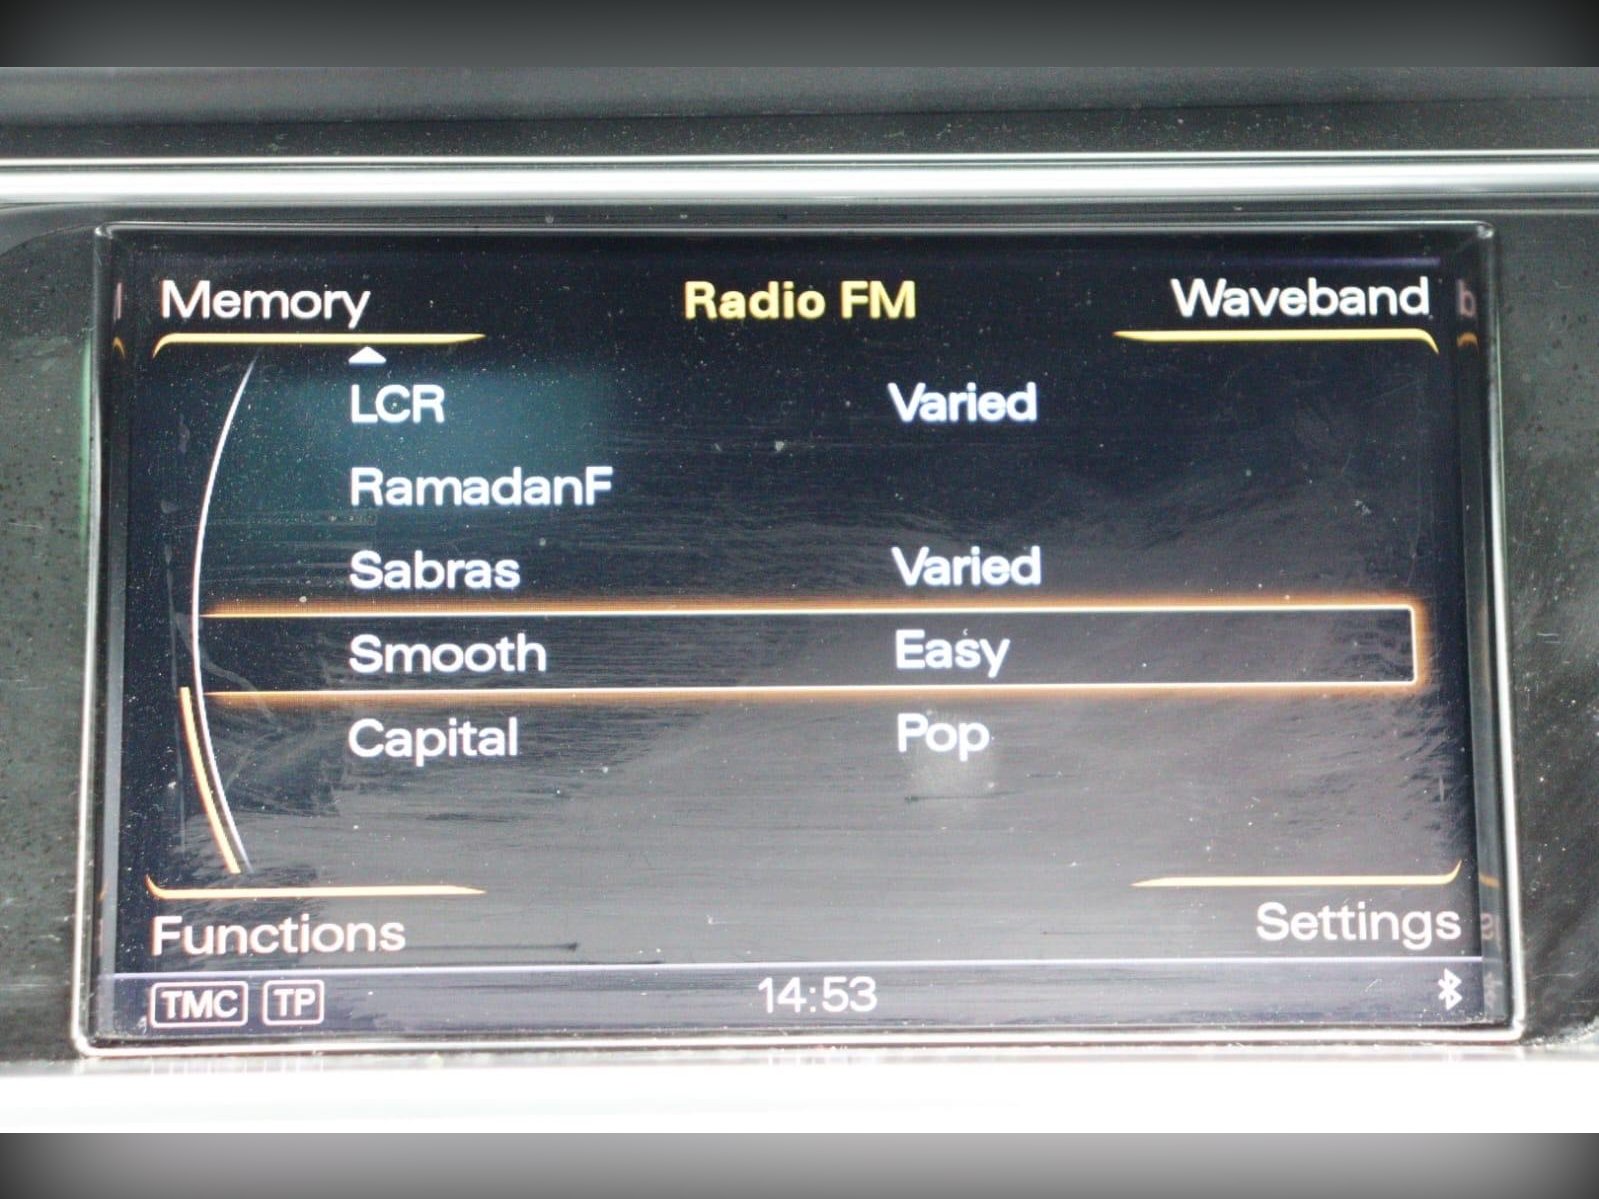 Memory Radio FM Waveband
LCR Varied
RamadanF
Sabras Varied
Smooth Easy
Capital Pop
Functions Settings
TMC TP 14:53